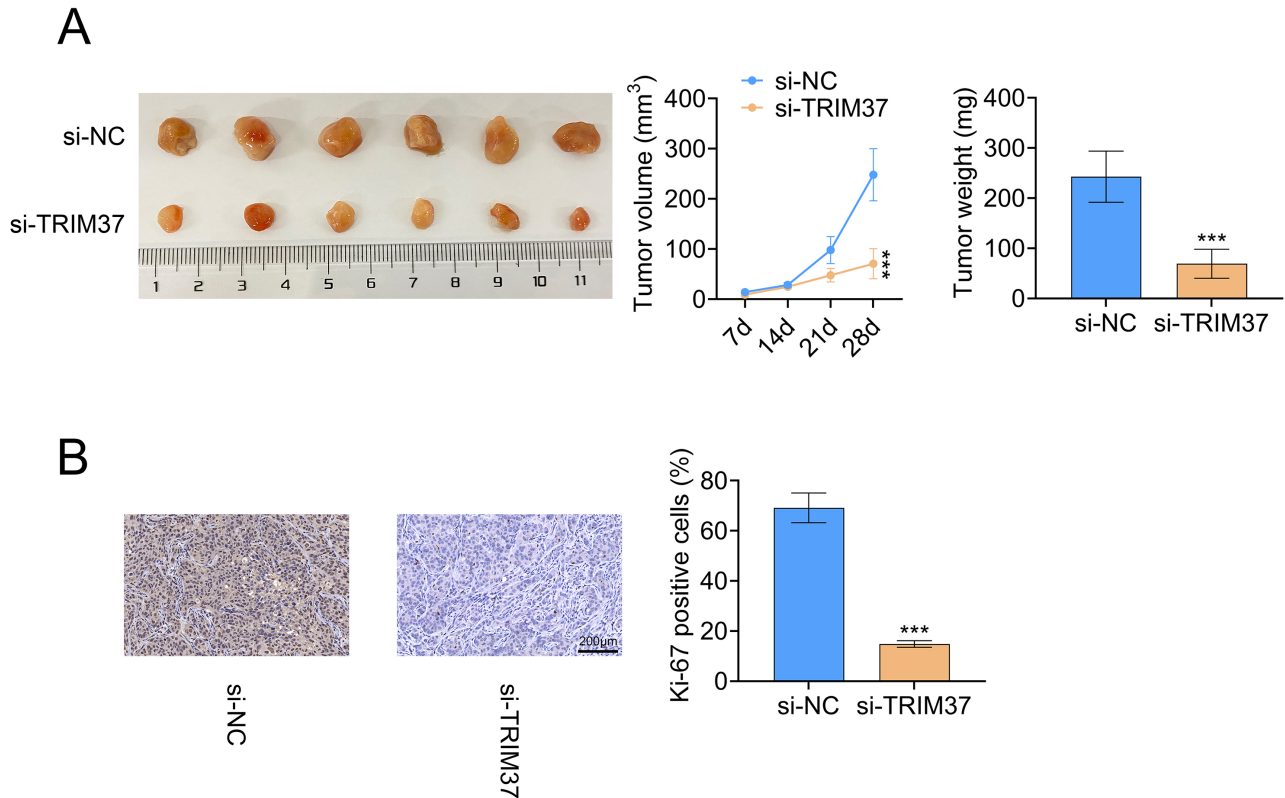 A
si-NC
si-TRIM37
1 2 3 4 5 6 7 8 9 10 11
si-NC
si-TRIM37
Tumor volume (mm³)
400
300
200
100
0
7d
14d
21d
28d
***
Tumor weight (mg)
400
300
200
100
0
***
si-NC
si-TRIM37
B
200μm
si-NC
si-TRIM37
Ki-67 positive cells (%)
80
60
40
20
0
***
si-NC
si-TRIM37